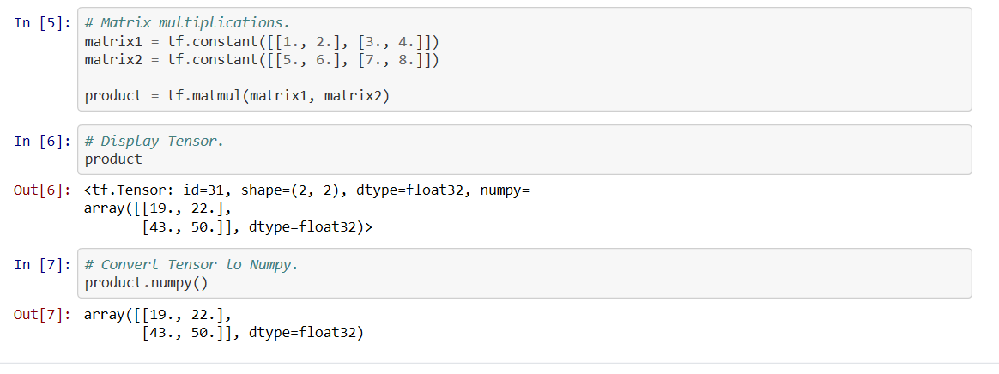 In [5]: # Matrix multiplications.
matrix1 = tf.constant([[1., 2.], [3., 4.]])
matrix2 = tf.constant([[5., 6.], [7., 8.]])
product = tf.matmul(matrix1, matrix2)
In [6]: # Display Tensor.
product
Out[6]: <tf.Tensor: id=31, shape=(2, 2), dtype=float32, numpy=
array([[19., 22.],
[43., 50.]], dtype=float32)>
In [7]: # Convert Tensor to Numpy.
product.numpy()
Out[7]: array([[19., 22.],
[43., 50.]], dtype=float32)